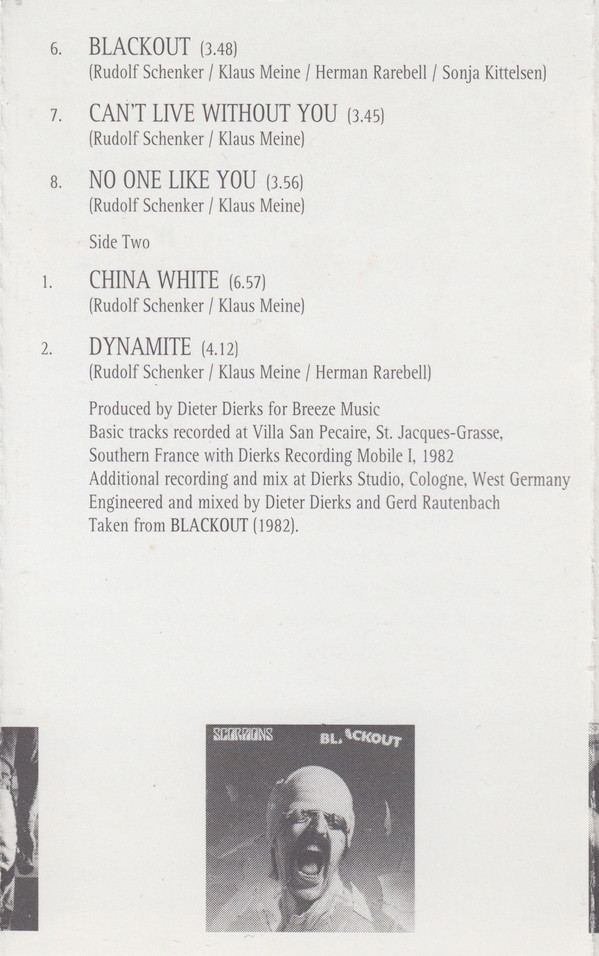 6. BLACKOUT (3.48)
(Rudolf Schenker / Klaus Meine / Herman Rarebell / Sonja Kittelsen)
7. CAN'T LIVE WITHOUT YOU (3.45)
(Rudolf Schenker / Klaus Meine)
8. NO ONE LIKE YOU (3.56)
(Rudolf Schenker / Klaus Meine)
Side Two
1. CHINA WHITE (6.57)
(Rudolf Schenker / Klaus Meine)
2. DYNAMITE (4.12)
(Rudolf Schenker / Klaus Meine / Herman Rarebell)
Produced by Dieter Dierks for Breeze Music
Basic tracks recorded at Villa San Pecaire, St. Jacques-Grasse,
Southern France with Dierks Recording Mobile I, 1982
Additional recording and mix at Dierks Studio, Cologne, West Germany
Engineered and mixed by Dieter Dierks and Gerd Rautenbach
Taken from BLACKOUT (1982).
SCORPIONS BLACKOUT